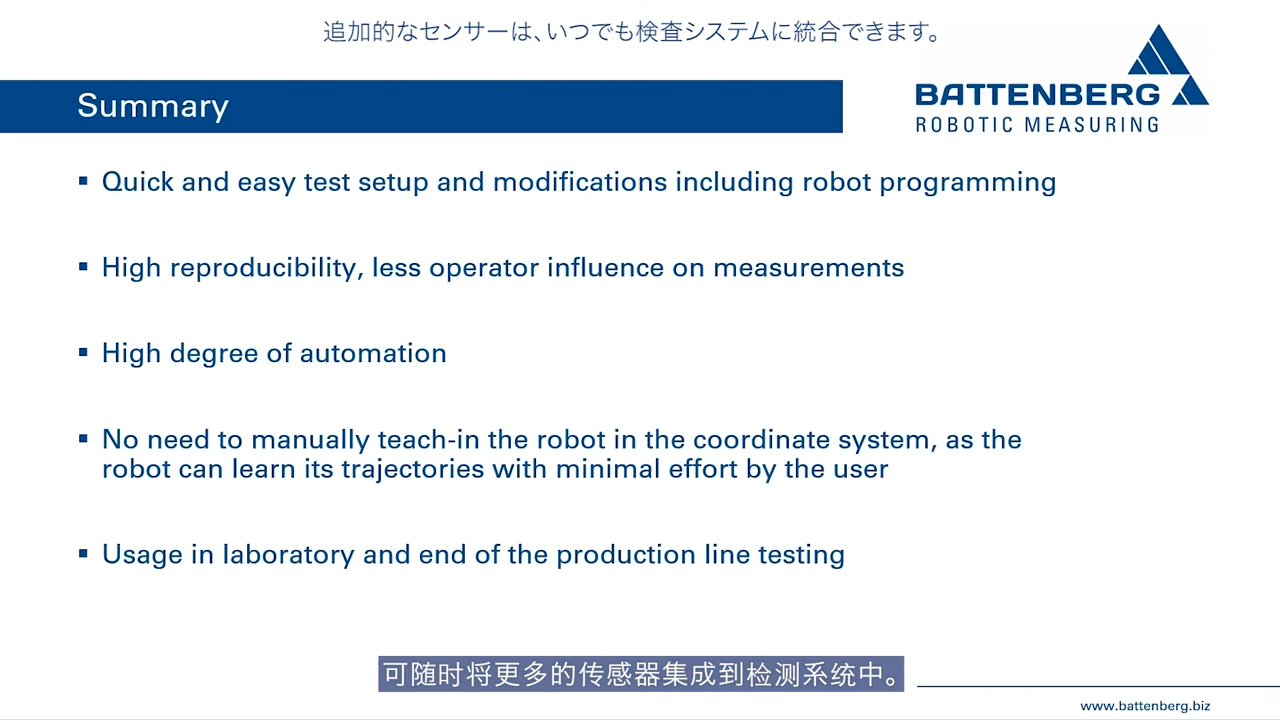 追加的なセンサーは、いつでも検査システムに統合できます。
BATTENBERG
ROBOTIC MEASURING
Summary
▪ Quick and easy test setup and modifications including robot programming
▪ High reproducibility, less operator influence on measurements
▪ High degree of automation
▪ No need to manually teach-in the robot in the coordinate system, as the
robot can learn its trajectories with minimal effort by the user
▪ Usage in laboratory and end of the production line testing
可随时将更多的传感器集成到检测系统中。
www.battenberg.biz